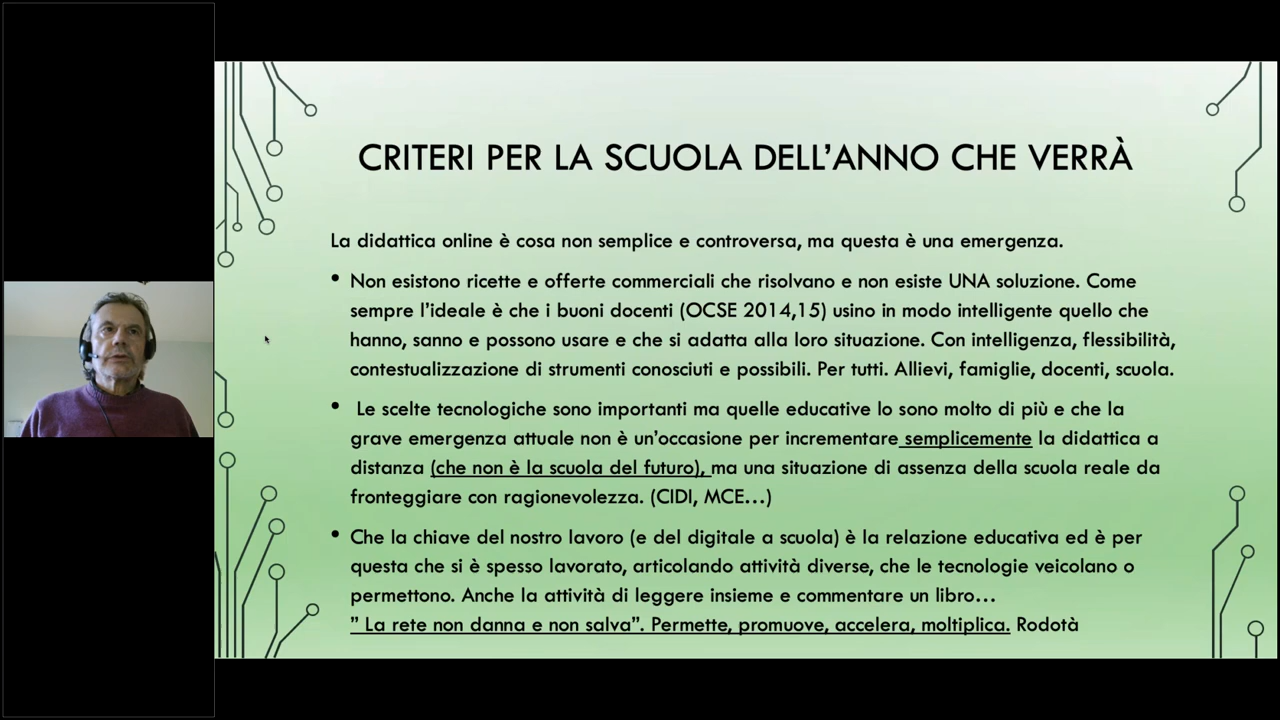 CRITERI PER LA SCUOLA DELL’ANNO CHE VERRÀ
La didattica online è cosa non semplice e controversa, ma questa è una emergenza.
• Non esistono ricette e offerte commerciali che risolvano e non esiste UNA soluzione. Come
sempre l’ideale è che i buoni docenti (OCSE 2014,15) usino in modo intelligente quello che
hanno, sanno e possono usare e che si adatta alla loro situazione. Con intelligenza, flessibilità,
contestualizzazione di strumenti conosciuti e possibili. Per tutti. Allievi, famiglie, docenti, scuola.
• Le scelte tecnologiche sono importanti ma quelle educative lo sono molto di più e che la
grave emergenza attuale non è un’occasione per incrementare semplicemente la didattica a
distanza (che non è la scuola del futuro), ma una situazione di assenza della scuola reale da
fronteggiare con ragionevolezza. (CIDI, MCE…)
• Che la chiave del nostro lavoro (e del digitale a scuola) è la relazione educativa ed è per
questa che si è spesso lavorato, articolando attività diverse, che le tecnologie veicolano o
permettono. Anche la attività di leggere insieme e commentare un libro…
” La rete non danna e non salva”. Permette, promuove, accelera, moltiplica. Rodotà